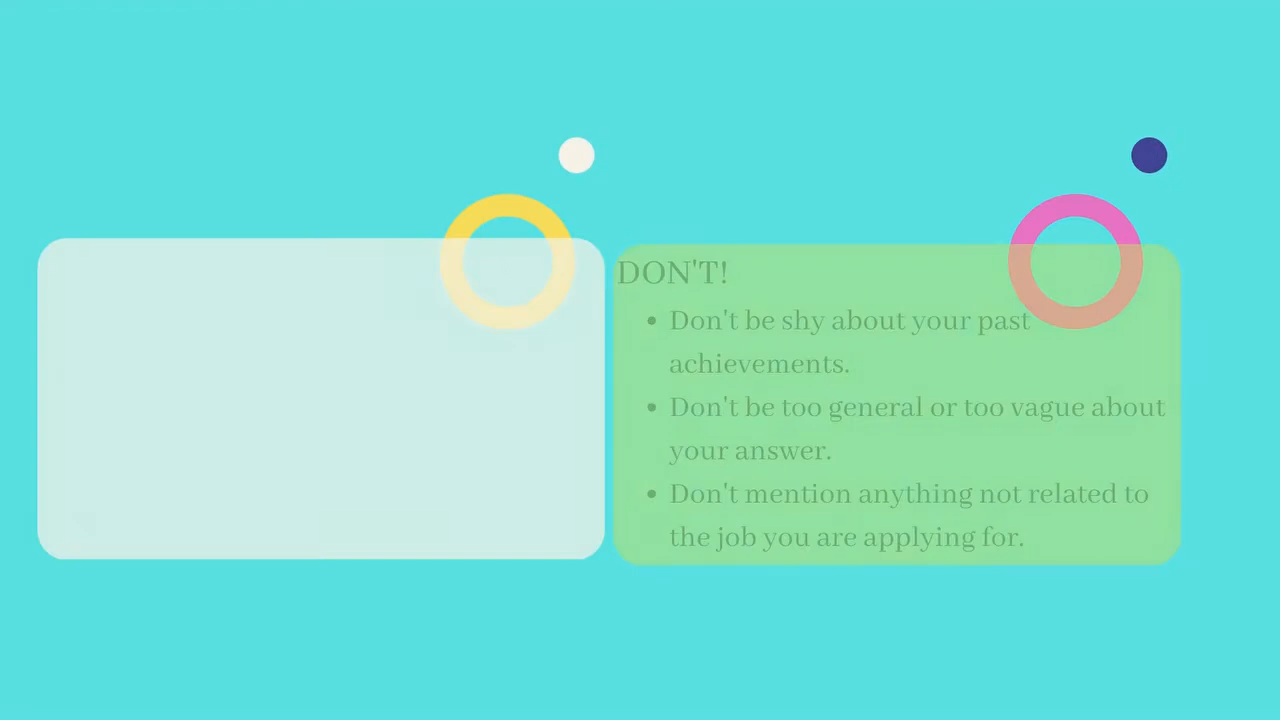 DON'T!
• Don't be shy about your past
achievements.
• Don't be too general or too vague about
your answer.
• Don't mention anything not related to
the job you are applying for.